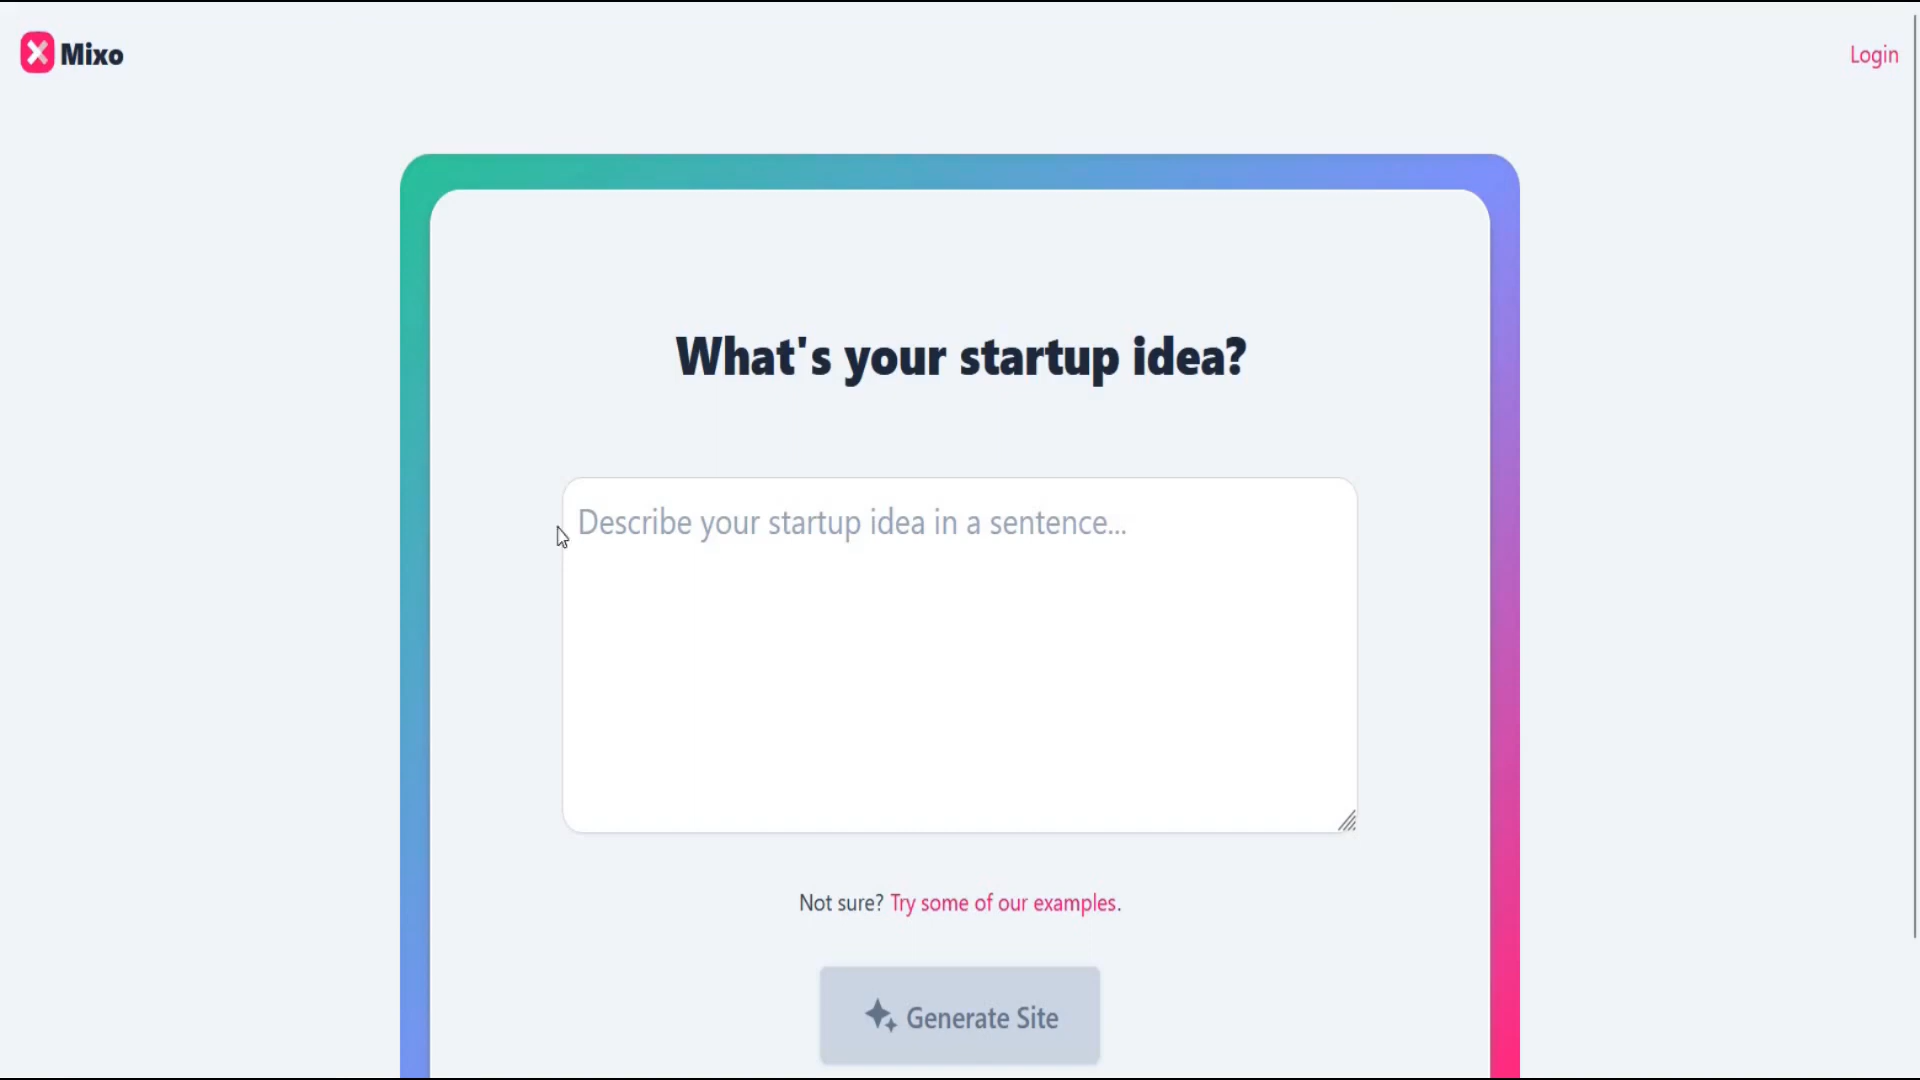 Mixo
Login
What's your startup idea?
Describe your startup idea in a sentence...
Not sure? Try some of our examples.
Generate Site